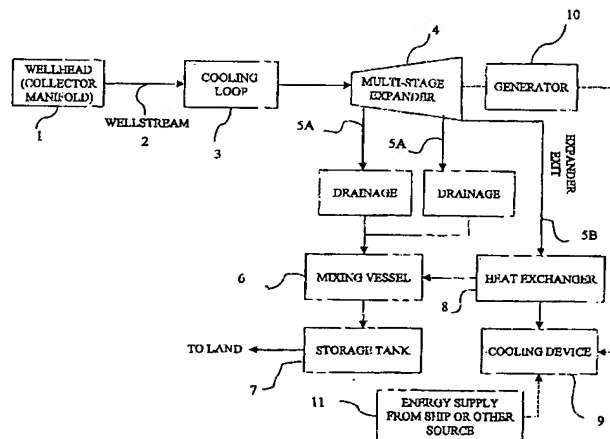 10
4
WELLHEAD
(COLLECTOR
MANIFOLD)
COOLING
LOOP
MULTI-STAGE
EXPANDER
GENERATOR
WELLSTREAM
1
2
3
5A
5A
EXPANDER
EXIT
DRAINAGE
DRAINAGE
5B
6
MIXING VESSEL
HEAT EXCHANGER
8
TO LAND
STORAGE TANK
COOLING DEVICE
7
11
ENERGY SUPPLY
FROM SHIP OR OTHER
SOURCE
9